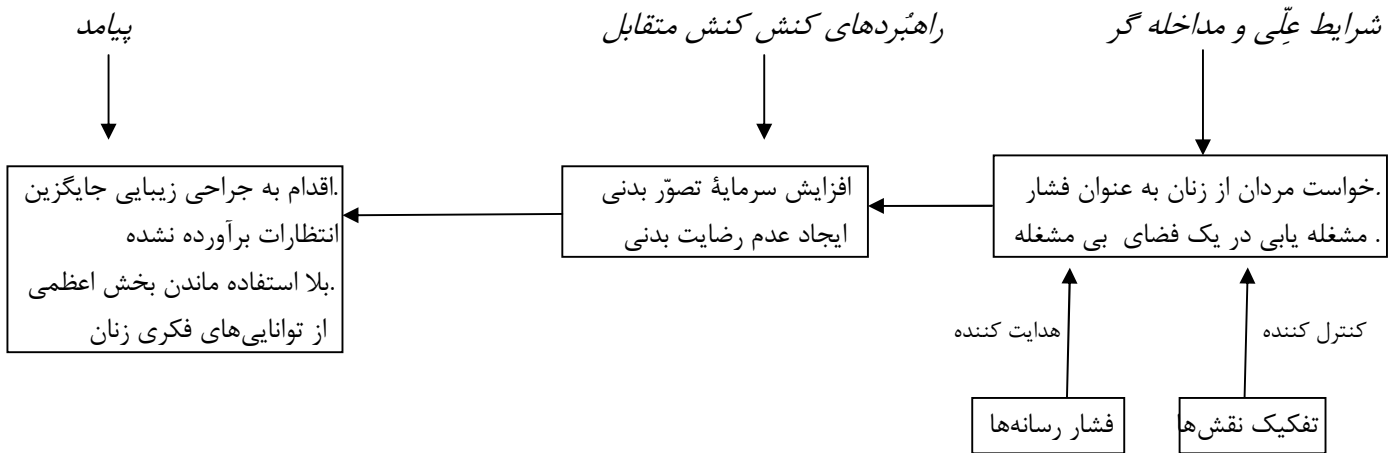 شرایط علِّی و مداخله گر
راهبُردهای کنش کنش متقابل
پیامد
.خواست مردان از زنان به عنوان فشار
. مشغله یابی در یک فضای بی مشغله
افزایش سرمایهٔ تصوّر بدنی
ایجاد عدم رضایت بدنی
.اقدام به جراحی زیبایی جایگزین
انتظارات برآورده نشده
.بلا استفاده ماندن بخش اعظمی
از توانایی‌های فکری زنان
کنترل کننده
هدایت کننده
تفکیک نقش‌ها
فشار رسانه‌ها